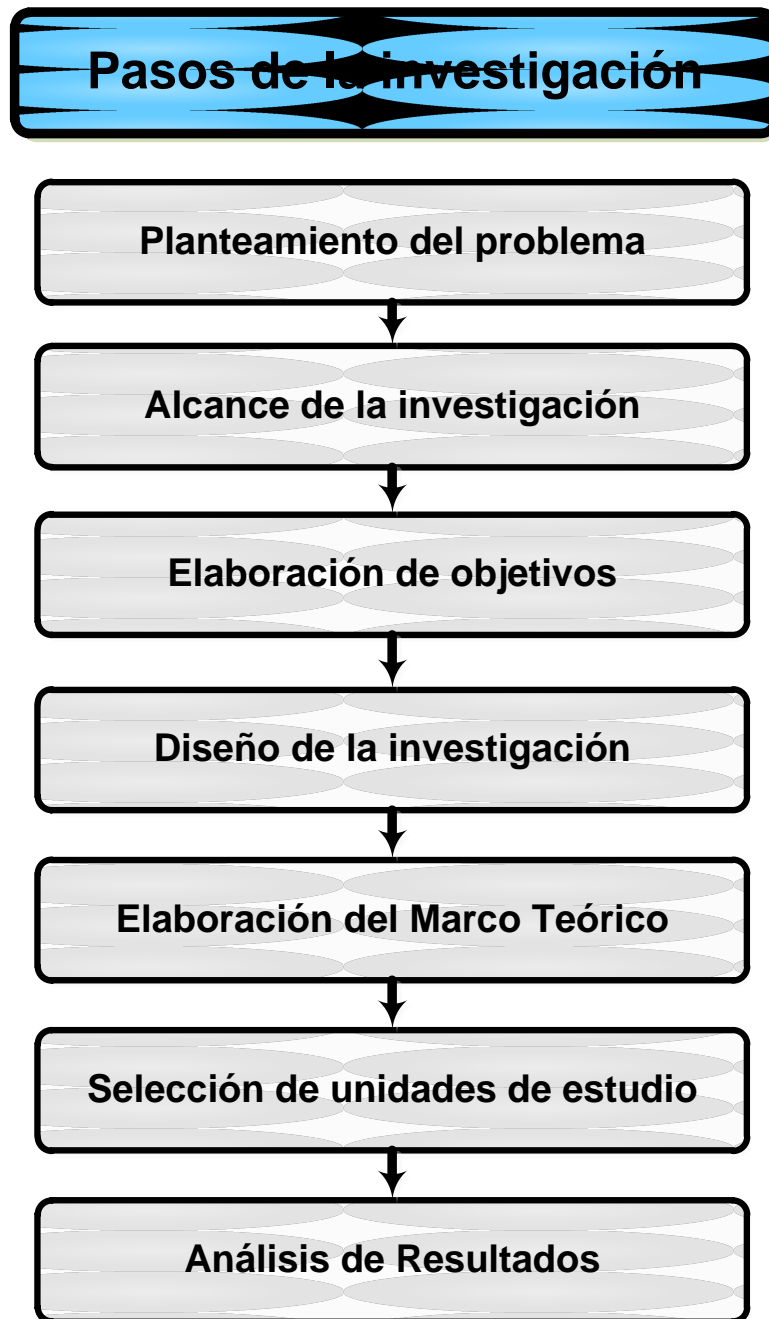 Pasos de la investigación
Planteamiento del problema
Alcance de la investigación
Elaboración de objetivos
Diseño de la investigación
Elaboración del Marco Teórico
Selección de unidades de estudio
Análisis de Resultados